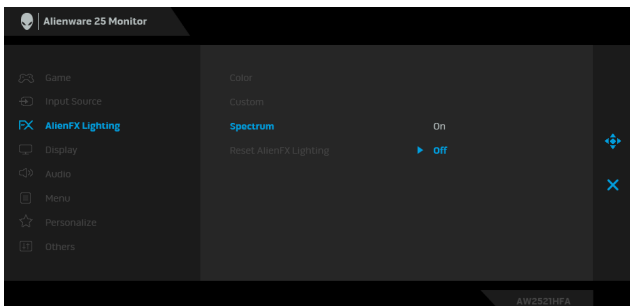 Alienware 25 Monitor
Game
Color
Input Source
Custom
FX AlienFX Lighting
Spectrum On
Display
Reset AlienFX Lighting Off
Audio
Menu
Personalize
Others
AW2521HFA